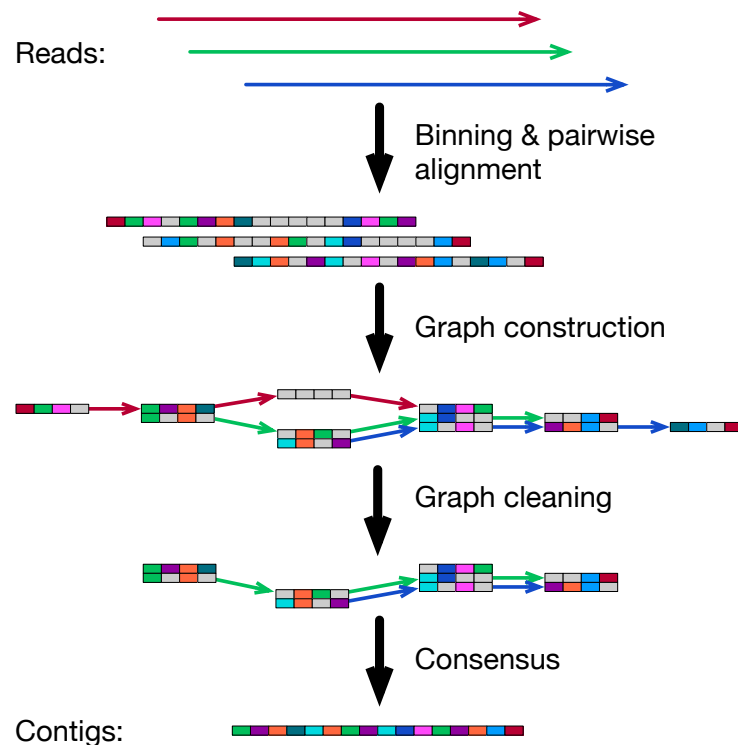 Reads:
Binning & pairwise
alignment
Graph construction
Graph cleaning
Consensus
Contigs: